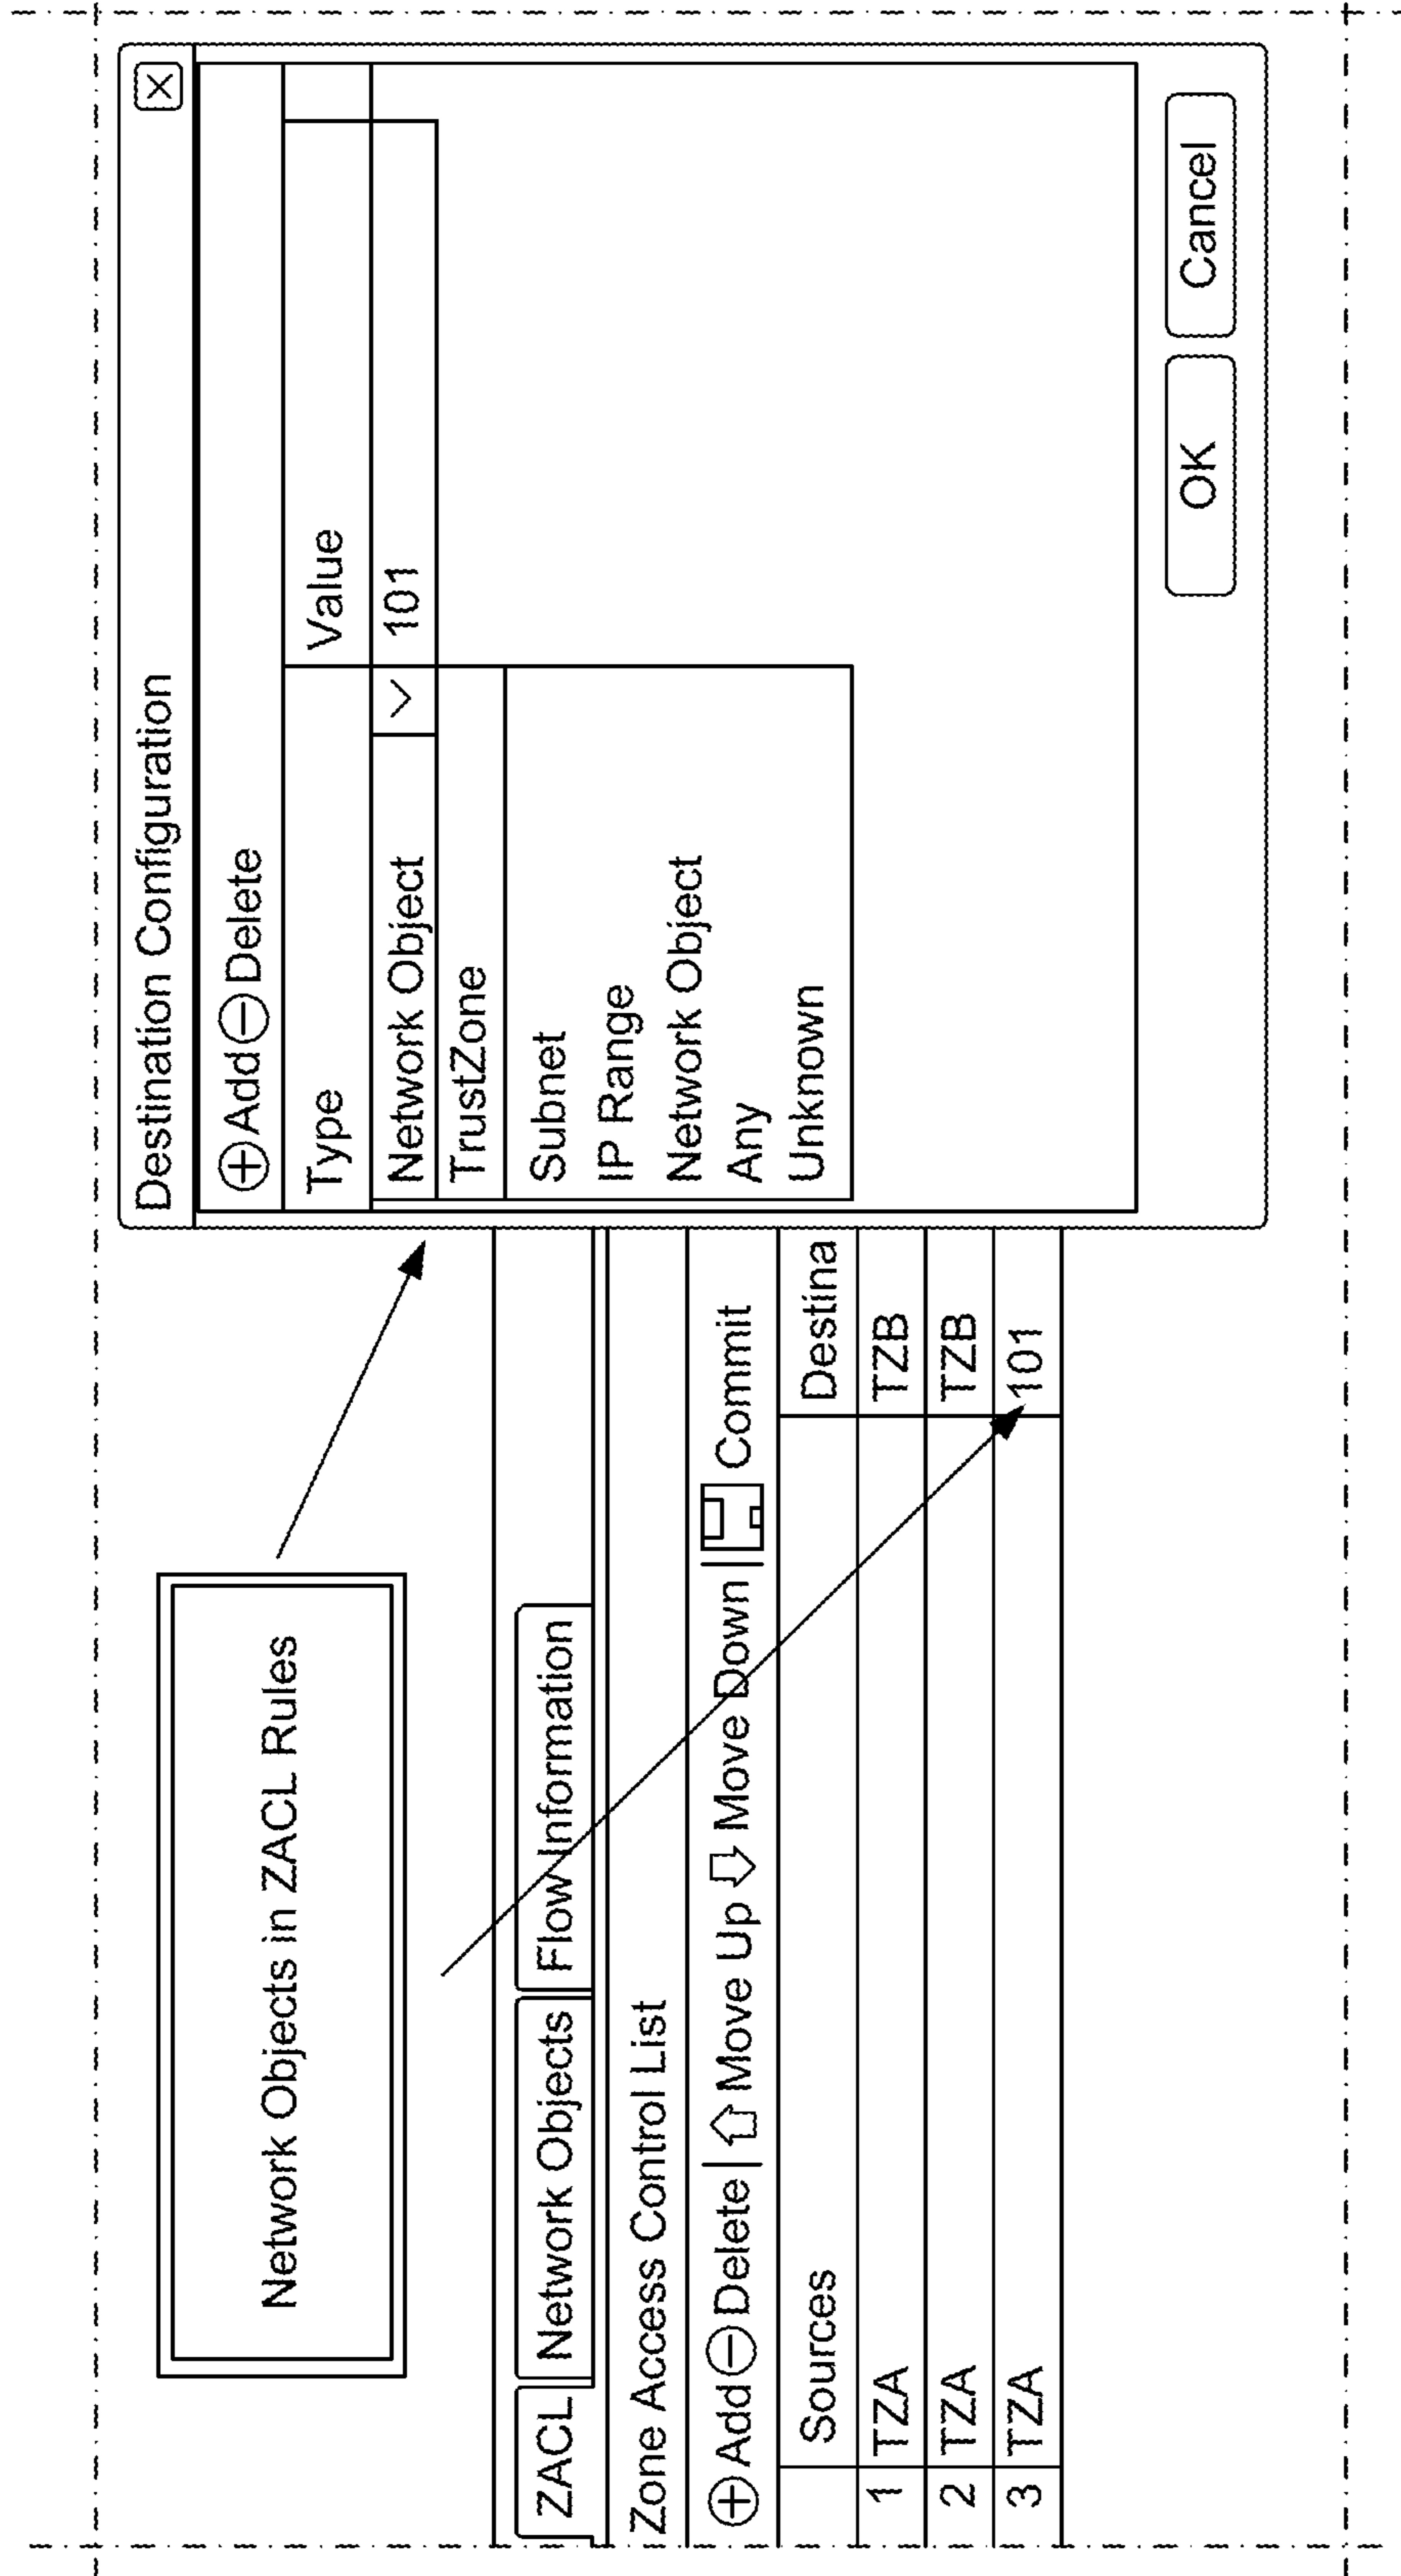 Network Objects in ZACL Rules
ZACL Network Objects Flow Information
Zone Access Control List
Add Delete | Move Up Move Down | Commit
Sources Destina
1 TZA TZB
2 TZA TZB
3 TZA 101
Destination Configuration
Add Delete
Type Value
Network Object 101
TrustZone
Subnet
IP Range
Network Object
Any
Unknown
OK Cancel